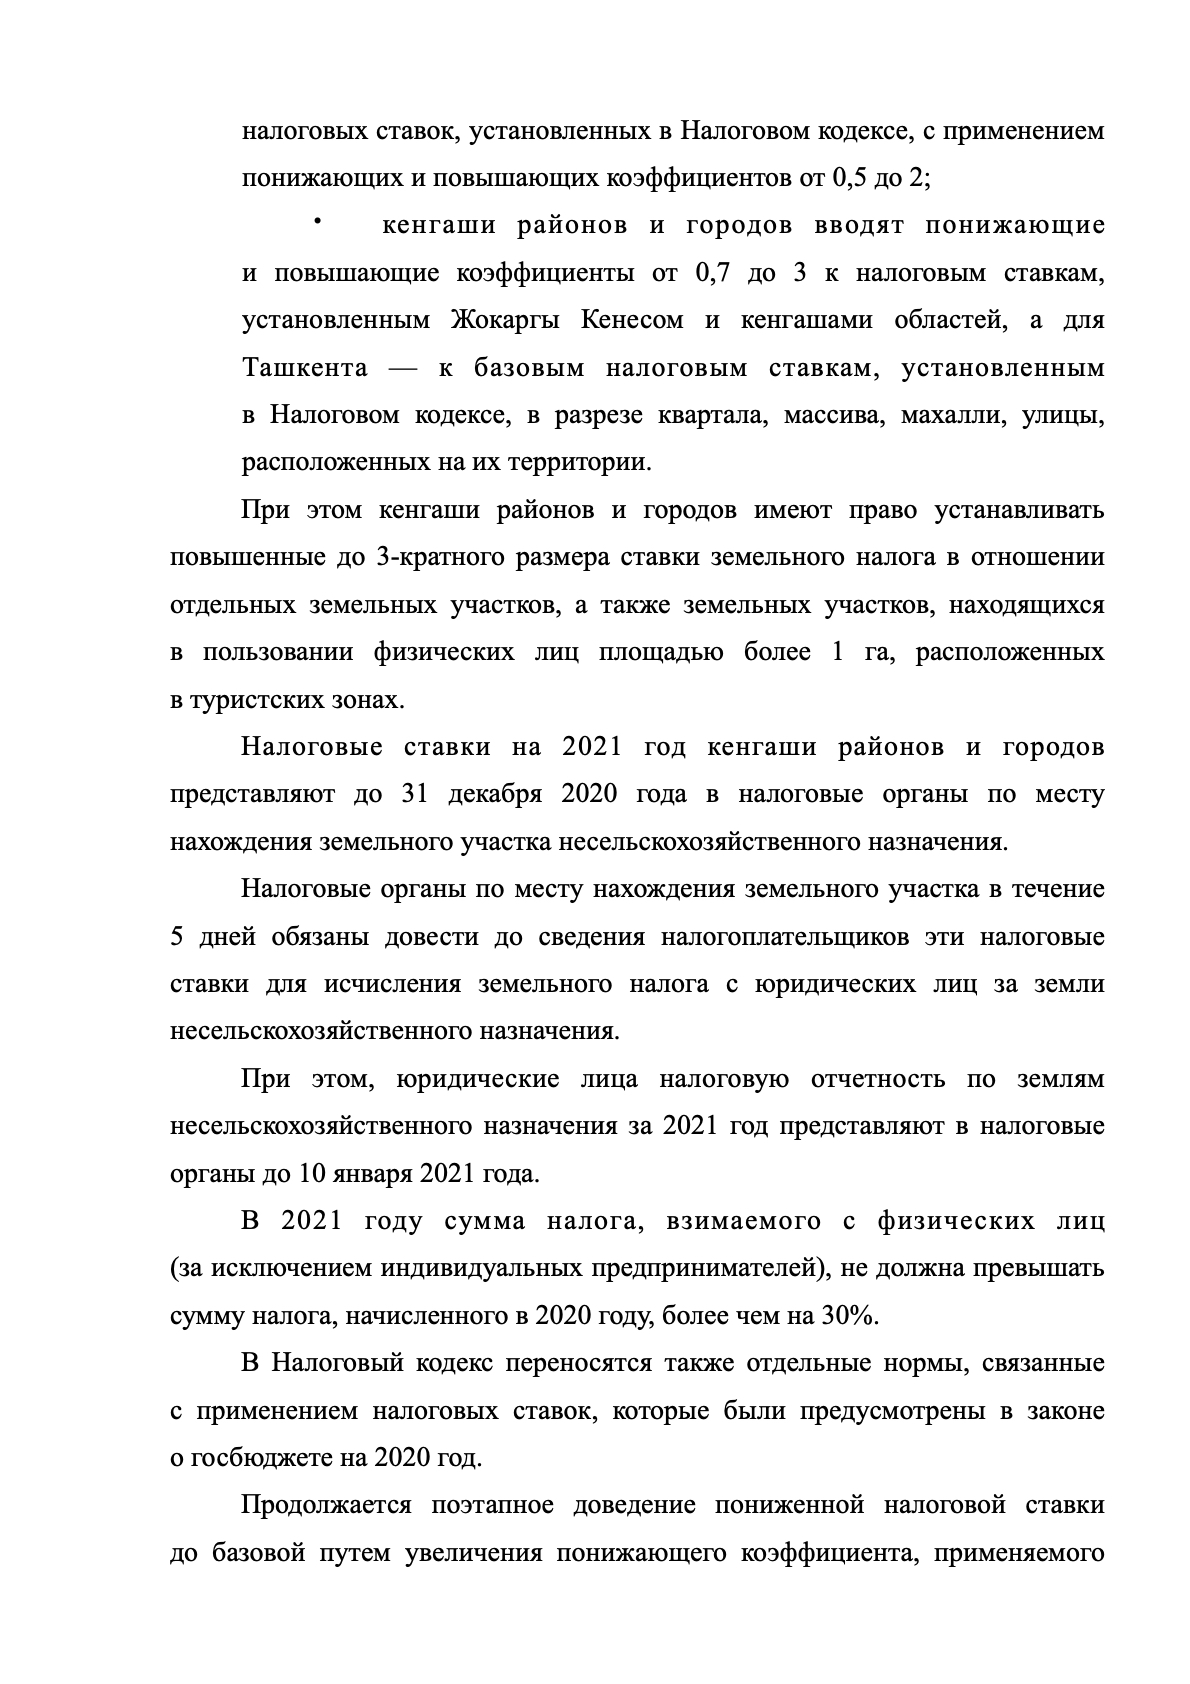 налоговых ставок, установленных в Налоговом кодексе, с применением
понижающих и повышающих коэффициентов от 0,5 до 2;
• кенгаши районов и городов вводят понижающие
и повышающие коэффициенты от 0,7 до 3 к налоговым ставкам,
установленным Жокаргы Кенесом и кенгашами областей, а для
Ташкента — к базовым налоговым ставкам, установленным
в Налоговом кодексе, в разрезе квартала, массива, махалли, улицы,
расположенных на их территории.
При этом кенгаши районов и городов имеют право устанавливать
повышенные до 3-кратного размера ставки земельного налога в отношении
отдельных земельных участков, а также земельных участков, находящихся
в пользовании физических лиц площадью более 1 га, расположенных
в туристских зонах.
Налоговые ставки на 2021 год кенгаши районов и городов
представляют до 31 декабря 2020 года в налоговые органы по месту
нахождения земельного участка несельскохозяйственного назначения.
Налоговые органы по месту нахождения земельного участка в течение
5 дней обязаны довести до сведения налогоплательщиков эти налоговые
ставки для исчисления земельного налога с юридических лиц за земли
несельскохозяйственного назначения.
При этом, юридические лица налоговую отчетность по землям
несельскохозяйственного назначения за 2021 год представляют в налоговые
органы до 10 января 2021 года.
В 2021 году сумма налога, взимаемого с физических лиц
(за исключением индивидуальных предпринимателей), не должна превышать
сумму налога, начисленного в 2020 году, более чем на 30%.
В Налоговый кодекс переносятся также отдельные нормы, связанные
с применением налоговых ставок, которые были предусмотрены в законе
о госбюджете на 2020 год.
Продолжается поэтапное доведение пониженной налоговой ставки
до базовой путем увеличения понижающего коэффициента, применяемого